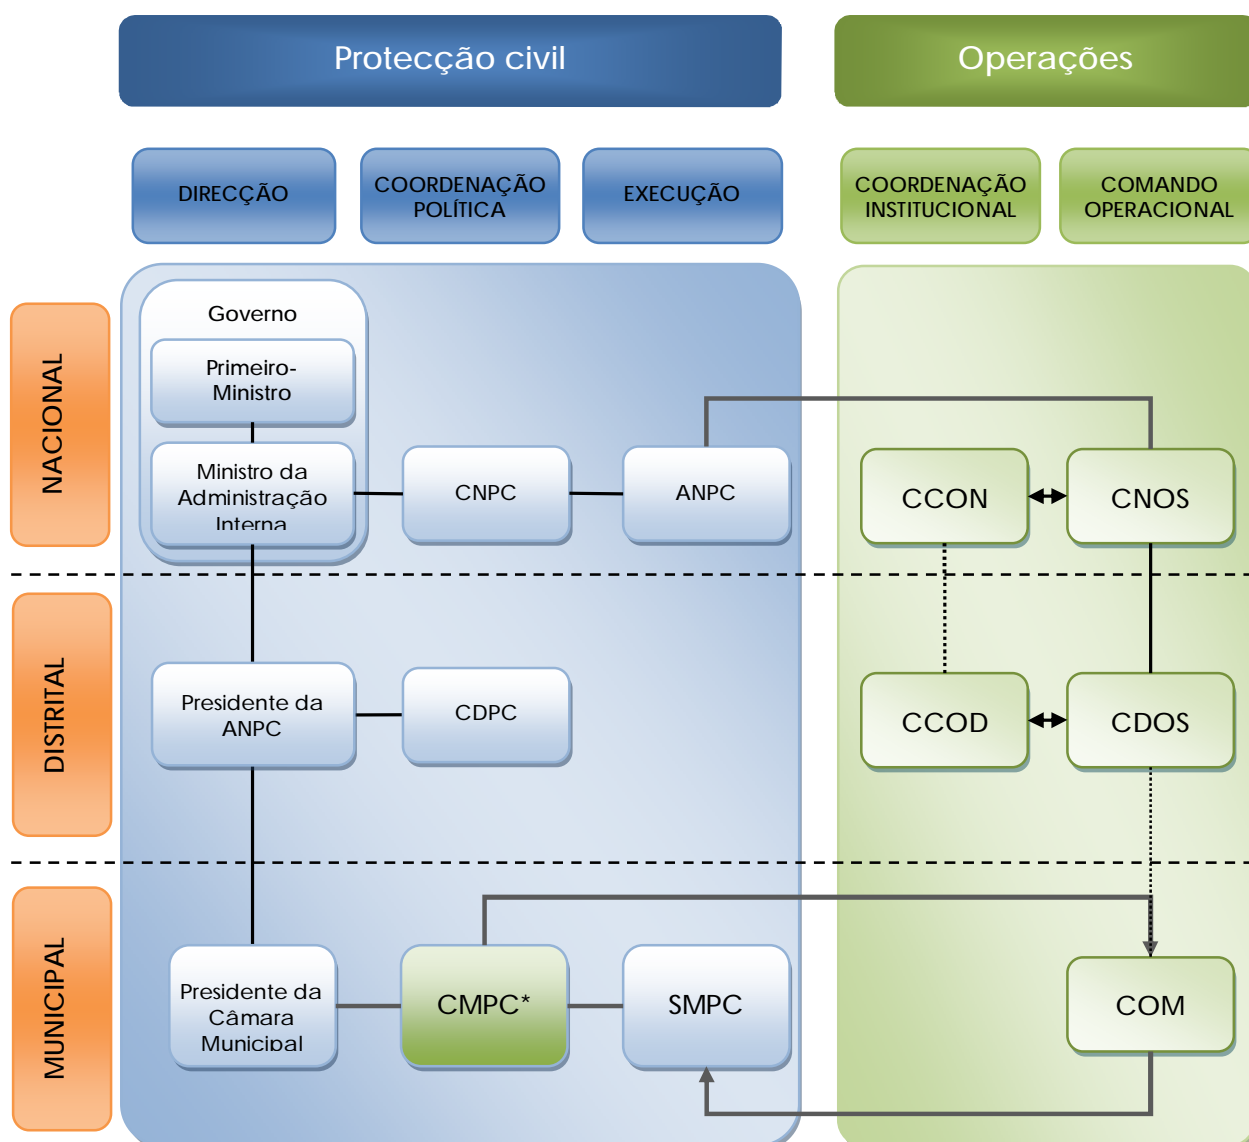 Protecção civil
Operações
DIRECÇÃO
COORDENAÇÃO
POLÍTICA
EXECUÇÃO
COORDENAÇÃO
INSTITUCIONAL
COMANDO
OPERACIONAL
NACIONAL
Governo
Primeiro-
Ministro
Ministro da
Administração
Interna
CNPC
ANPC
CCON
CNOS
DISTRITAL
Presidente da
ANPC
CDPC
CCOD
CDOS
MUNICIPAL
Presidente da
Câmara
Municipal
CMPC*
SMPC
COM